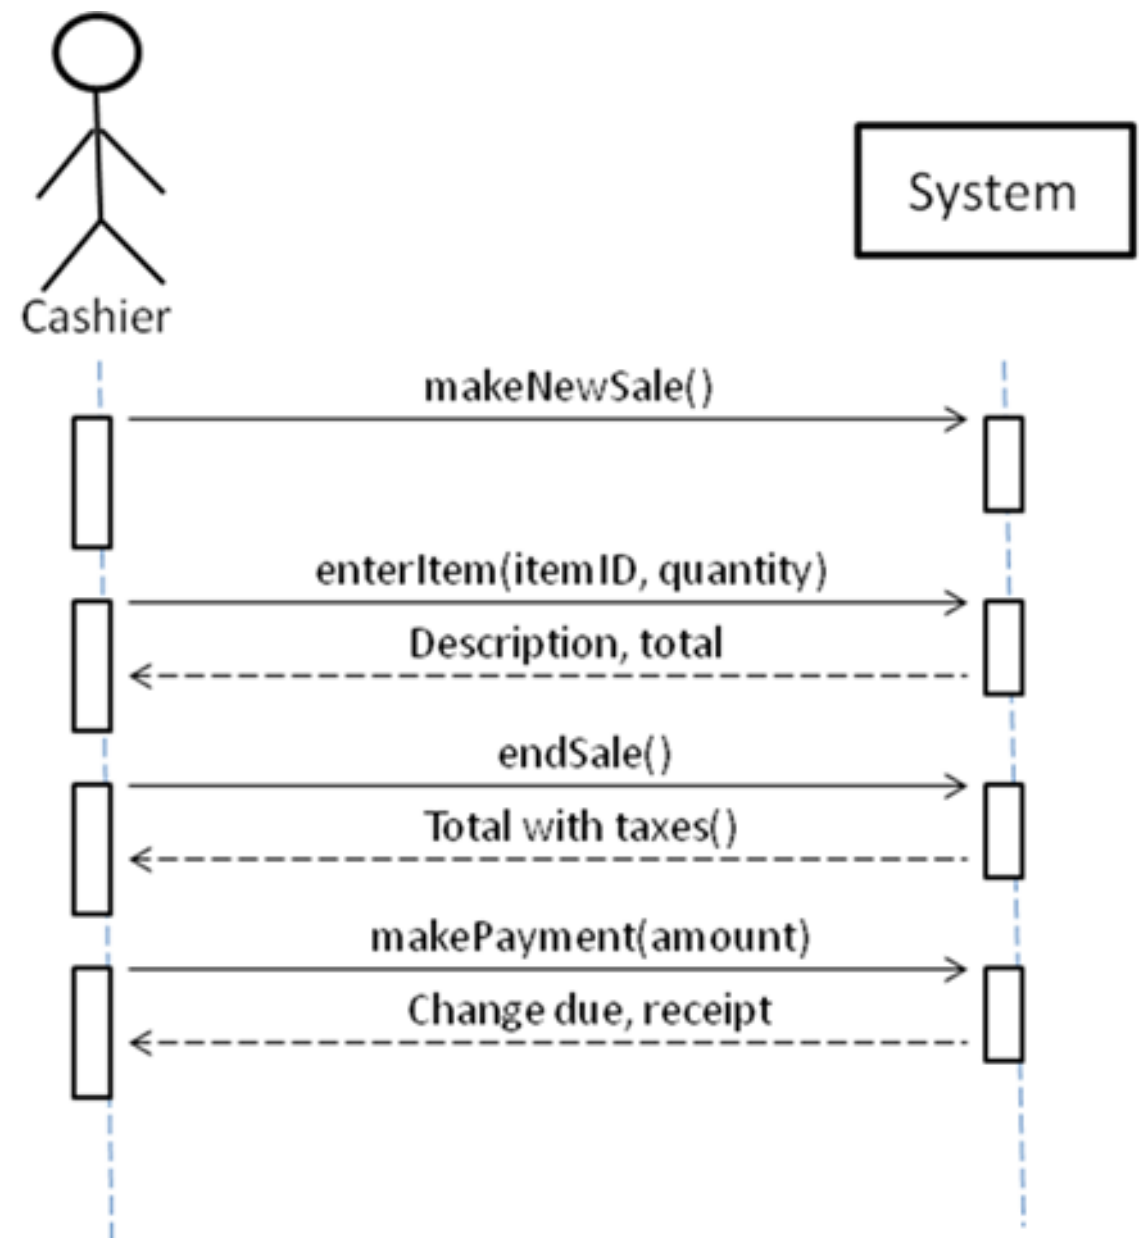 System
Cashier
makeNewSale()
enterItem(itemID, quantity)
Description, total
endSale()
Total with taxes()
makePayment(amount)
Change due, receipt